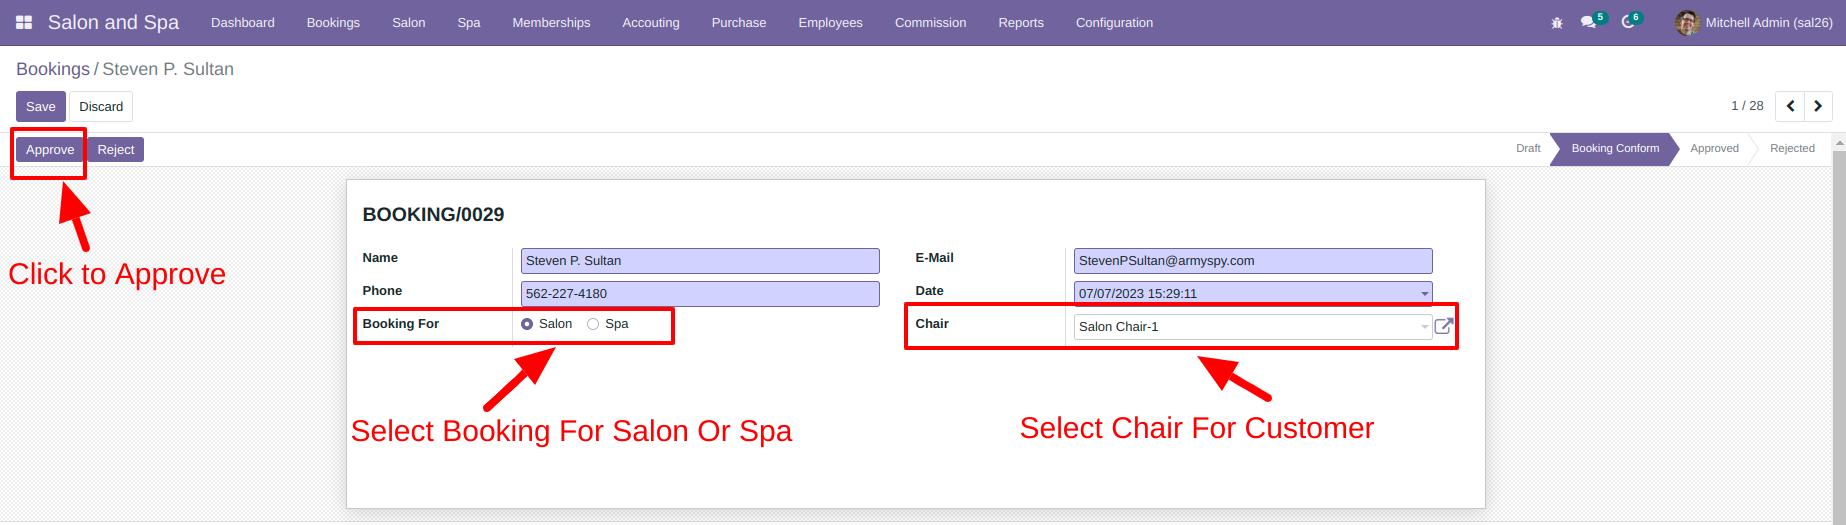 Salon and Spa Dashboard Bookings Salon Spa Memberships Accouting Purchase Employees Commission Reports Configuration 5 6 Mitchell Admin (sal26)
Bookings / Steven P. Sultan
Save Discard 1 / 28
Approve Reject Draft Booking Conform Approved Rejected
BOOKING/0029
Name Steven P. Sultan E-Mail StevenPSultan@armyspy.com
Phone 562-227-4180 Date 07/07/2023 15:29:11
Booking For Salon Spa Chair Salon Chair-1
Click to Approve
Select Booking For Salon Or Spa
Select Chair For Customer